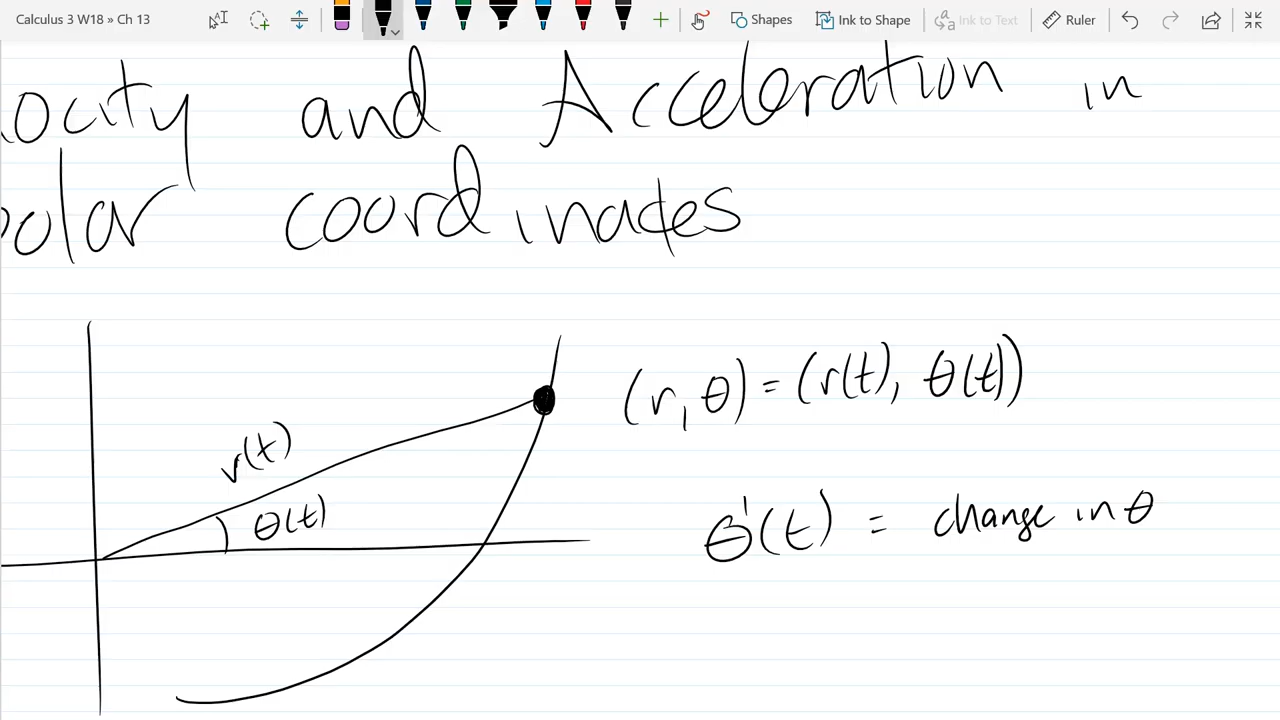 Calculus 3 W18 » Ch 13
Shapes
Ink to Shape
Ink to Text
Ruler
ocity and Acceleration in
polar coordinates
(r, θ) = (r(t), θ(t))
r(t)
θ(t)
θ'(t) = change in θ